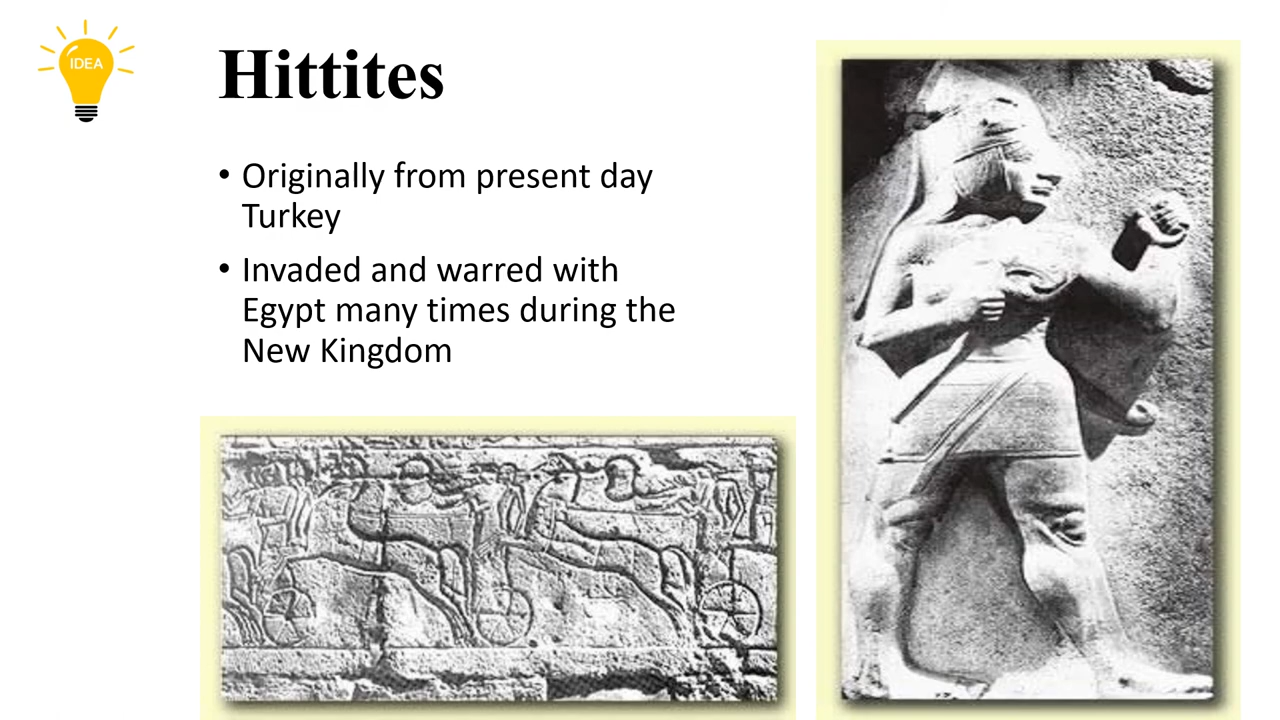 IDEA
Hittites
• Originally from present day
Turkey
• Invaded and warred with
Egypt many times during the
New Kingdom